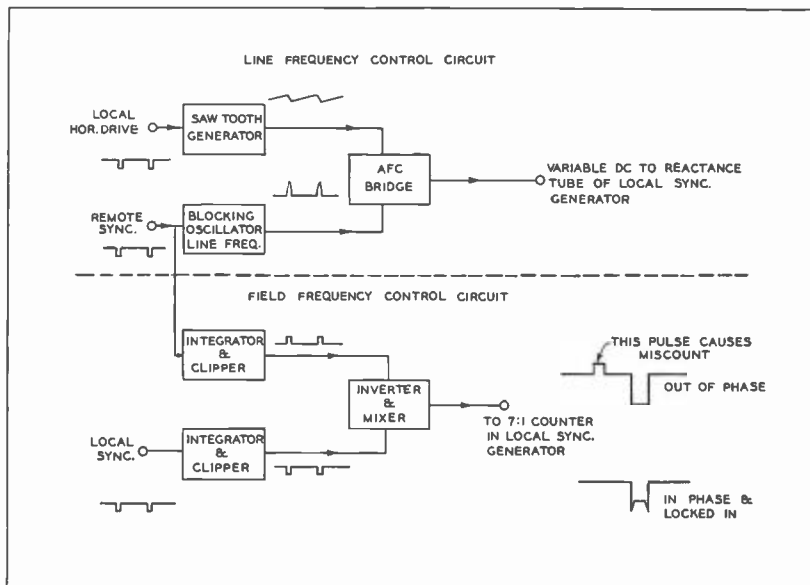 LINE FREQUENCY CONTROL CIRCUIT
LOCAL
HOR. DRIVE
SAW TOOTH
GENERATOR
AFC
BRIDGE
VARIABLE DC TO REACTANCE
TUBE OF LOCAL SYNC.
GENERATOR
REMOTE
SYNC.
BLOCKING
OSCILLATOR
LINE FREQ.
FIELD FREQUENCY CONTROL CIRCUIT
INTEGRATOR
&
CLIPPER
INVERTER
&
MIXER
TO 7:1 COUNTER
IN LOCAL SYNC.
GENERATOR
LOCAL
SYNC.
INTEGRATOR
&
CLIPPER
THIS PULSE CAUSES
MISCOUNT
OUT OF PHASE
IN PHASE &
LOCKED IN